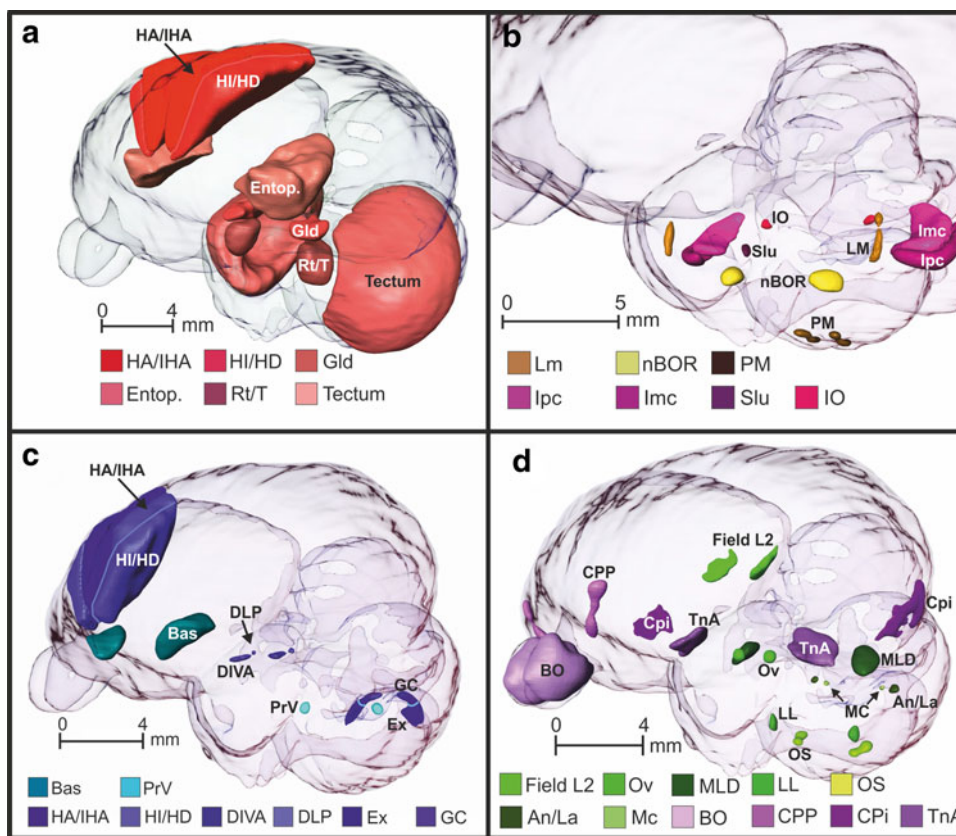 a
HA/IHA
HI/HD
Entop.
Gld
Rt/T
Tectum
0 4 mm
HA/IHA HI/HD Gld
Entop. Rt/T Tectum
b
IO
Slu
LM
Imc
Ipc
nBOR
PM
0 5
mm
Lm nBOR PM
Ipc Imc Slu IO
c
HA/IHA
HI/HD
Bas
DLP
DIVA
PrV
GC
Ex
0 4
mm
Bas PrV
HA/IHA HI/HD DIVA DLP Ex GC
d
Field L2
CPP
Cpi
TnA
Cpi
BO
Ov
TnA
MLD
MC
An/La
LL
OS
0 4
mm
Field L2 Ov MLD LL OS
An/La Mc BO CPP CPi TnA